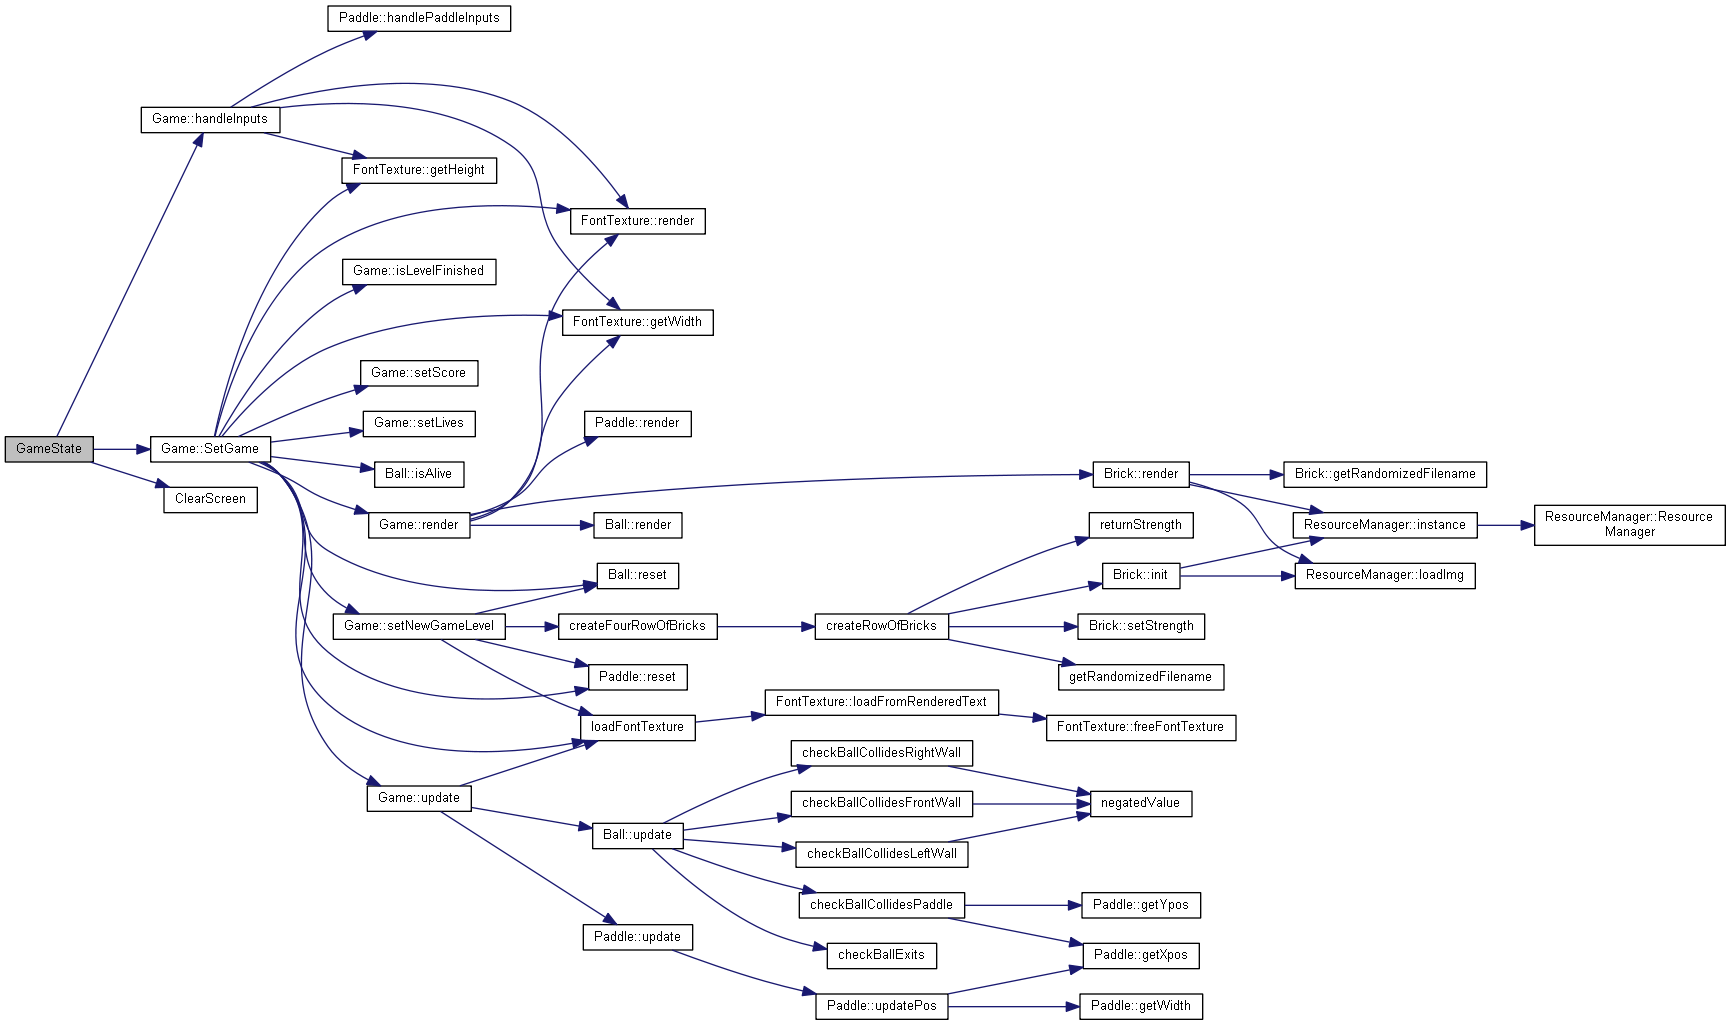 Paddle::handlePaddleInputs
Game::handleInputs
FontTexture::getHeight
FontTexture::render
Game::isLevelFinished
FontTexture::getWidth
Game::setScore
Game::setLives
Paddle::render
GameState
Game::SetGame
Ball::isAlive
Brick::render
Brick::getRandomizedFilename
ClearScreen
Game::render
Ball::render
returnStrength
ResourceManager::instance
ResourceManager::Resource
Manager
Ball::reset
Brick::init
ResourceManager::loadImg
Game::setNewGameLevel
createFourRowOfBricks
createRowOfBricks
Brick::setStrength
Paddle::reset
getRandomizedFilename
FontTexture::loadFromRenderedText
loadFontTexture
FontTexture::freeFontTexture
checkBallCollidesRightWall
Game::update
checkBallCollidesFrontWall
negatedValue
Ball::update
checkBallCollidesLeftWall
checkBallCollidesPaddle
Paddle::getYpos
Paddle::update
checkBallExits
Paddle::getXpos
Paddle::updatePos
Paddle::getWidth